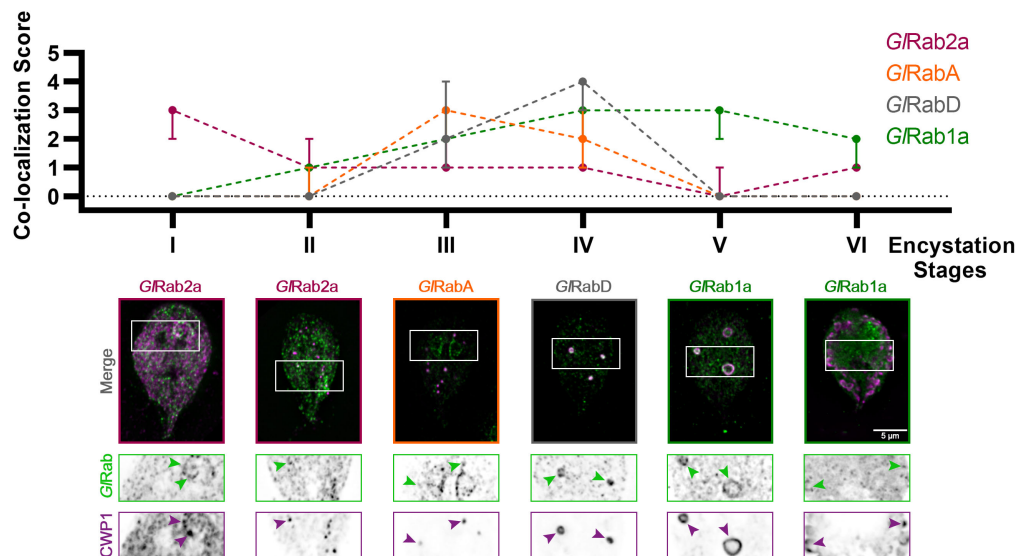 Co-localization Score
5
4
3
2
1
0
GlRab2a
GlRabA
GlRabD
GlRab1a
I II III IV V VI
Encystation
Stages
GlRab2a GlRab2a GlRabA GlRabD GlRab1a GlRab1a
Merge
5 µm
GlRab
CWP1